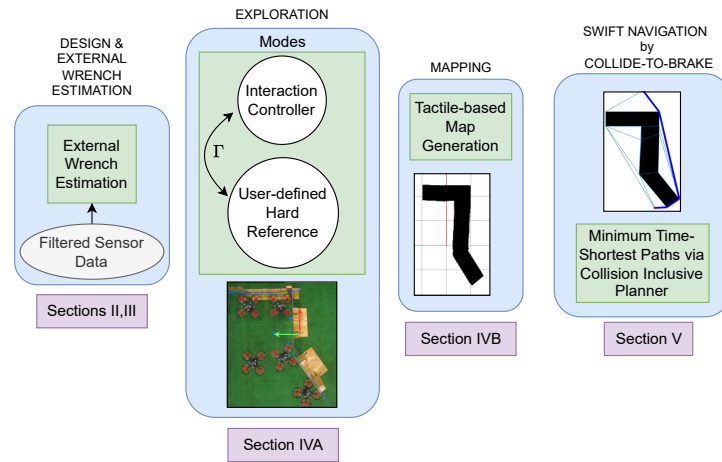 DESIGN &
EXTERNAL
WRENCH
ESTIMATION
External
Wrench
Estimation
Filtered Sensor
Data
Sections II,III
EXPLORATION
Modes
Interaction
Controller
Γ
User-defined
Hard
Reference
Section IVA
MAPPING
Tactile-based
Map
Generation
Section IVB
SWIFT NAVIGATION
by
COLLIDE-TO-BRAKE
Minimum Time-
Shortest Paths via
Collision Inclusive
Planner
Section V